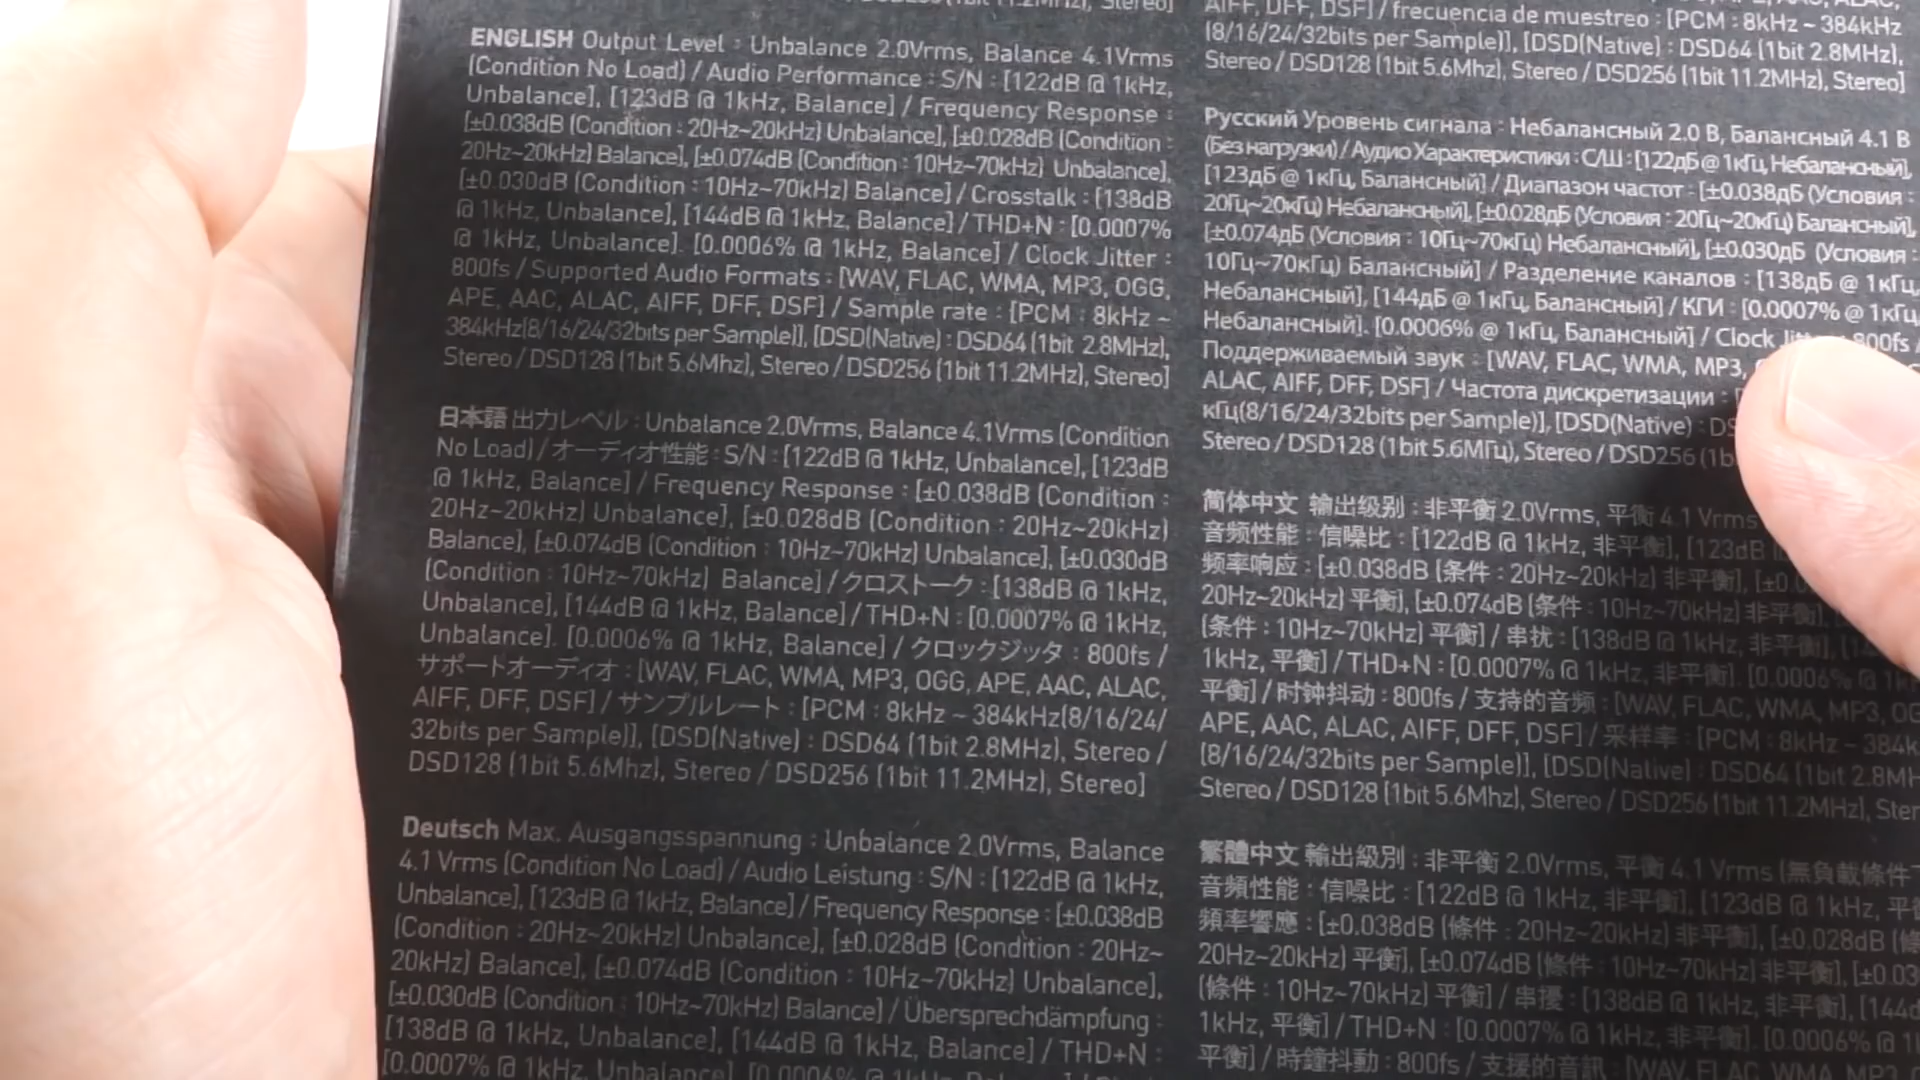 Stereo]
ENGLISH Output Level : Unbalance 2.0Vrms, Balance 4.1Vrms
(Condition No Load) / Audio Performance : S/N : [122dB @ 1kHz,
Unbalance], [123dB @ 1kHz, Balance] / Frequency Response :
[±0.038dB (Condition : 20Hz~20kHz) Unbalance], [±0.028dB (Condition :
20Hz~20kHz) Balance], [±0.074dB (Condition : 10Hz~70kHz) Unbalance],
[±0.030dB (Condition : 10Hz~70kHz) Balance] / Crosstalk : [138dB
@ 1kHz, Unbalance], [144dB @ 1kHz, Balance] / THD+N : [0.0007%
@ 1kHz, Unbalance]. [0.0006% @ 1kHz, Balance] / Clock Jitter :
800fs / Supported Audio Formats : [WAV, FLAC, WMA, MP3, OGG,
APE, AAC, ALAC, AIFF, DFF, DSF] / Sample rate : [PCM : 8kHz ~
384kHz(8/16/24/32bits per Sample)], [DSD(Native) : DSD64 (1bit 2.8MHz),
Stereo / DSD128 (1bit 5.6Mhz), Stereo / DSD256 (1bit 11.2MHz), Stereo]
日本語 出力レベル : Unbalance 2.0Vrms, Balance 4.1Vrms (Condition
No Load) / オーディオ性能 : S/N : [122dB @ 1kHz, Unbalance], [123dB
@ 1kHz, Balance] / Frequency Response : [±0.038dB (Condition :
20Hz~20kHz) Unbalance], [±0.028dB (Condition : 20Hz~20kHz)
Balance], [±0.074dB (Condition : 10Hz~70kHz) Unbalance], [±0.030dB
(Condition : 10Hz~70kHz) Balance] / クロストーク : [138dB @ 1kHz,
Unbalance], [144dB @ 1kHz, Balance] / THD+N : [0.0007% @ 1kHz,
Unbalance]. [0.0006% @ 1kHz, Balance] / クロックジッタ : 800fs /
サポートオーディオ : [WAV, FLAC, WMA, MP3, OGG, APE, AAC, ALAC,
AIFF, DFF, DSF] / サンプルレート : [PCM : 8kHz ~ 384kHz(8/16/24/
32bits per Sample)], [DSD(Native) : DSD64 (1bit 2.8MHz), Stereo /
DSD128 (1bit 5.6Mhz), Stereo / DSD256 (1bit 11.2MHz), Stereo]
Deutsch Max. Ausgangsspannung : Unbalance 2.0Vrms, Balance
4.1 Vrms (Condition No Load) / Audio Leistung : S/N : [122dB @ 1kHz,
Unbalance], [123dB @ 1kHz, Balance] / Frequency Response : [±0.038dB
(Condition : 20Hz~20kHz) Unbalance], [±0.028dB (Condition : 20Hz~
20kHz) Balance], [±0.074dB (Condition : 10Hz~70kHz) Unbalance],
[±0.030dB (Condition : 10Hz~70kHz) Balance] / Übersprechdämpfung :
[138dB @ 1kHz, Unbalance], [144dB @ 1kHz, Balance] / THD+N :
[0.0007% @ 1kHz, Unbalance]. [0.0006% @ 1kHz,
AIFF, DFF, DSF] / frecuencia de muestreo : [PCM : 8kHz ~ 384kHz
(8/16/24/32bits per Sample)], [DSD(Native) : DSD64 (1bit 2.8MHz),
Stereo / DSD128 (1bit 5.6Mhz), Stereo / DSD256 (1bit 11.2MHz), Stereo]
Русский Уровень сигнала : Небалансный 2.0 В, Балансный 4.1 В
(Без нагрузки) / Аудио Характеристики : С/Ш : [122дБ @ 1кГц, Небалансный],
[123дБ @ 1кГц, Балансный] / Диапазон частот : [±0.038дБ (Условия :
20Гц~20кГц) Небалансный], [±0.028дБ (Условия : 20Гц~20кГц) Балансный],
[±0.074дБ (Условия : 10Гц~70кГц) Небалансный], [±0.030дБ (Условия :
10Гц~70кГц) Балансный] / Разделение каналов : [138дБ @ 1кГц,
Небалансный], [144дБ @ 1кГц, Балансный] / КГИ : [0.0007% @ 1кГц,
Небалансный]. [0.0006% @ 1кГц, Балансный] / Clock 800fs /
Поддерживаемый звук : [WAV, FLAC, WMA, MP3,
ALAC, AIFF, DFF, DSF] / Частота дискретизации :
кГц(8/16/24/32bits per Sample)], [DSD(Native) :
Stereo / DSD128 (1bit 5.6МГц), Stereo / DSD256
简体中文 輸出级别 : 非平衡 2.0Vrms, 平衡 4.1 Vrms
音频性能 : 信噪比 : [122dB @ 1kHz, 非平衡], [123dB
频率响应 : [±0.038dB (条件 : 20Hz~20kHz) 非平衡],
20Hz~20kHz) 平衡], [±0.074dB (条件 : 10Hz~70kHz) 非平衡],
(条件 : 10Hz~70kHz) 平衡] / 串扰 : [138dB @ 1kHz, 非平衡],
1kHz, 平衡] / THD+N : [0.0007% @ 1kHz, 非平衡]. [0.0006% @
平衡] / 时钟抖动 : 800fs / 支持的音频 : [WAV, FLAC, WMA, MP3,
APE, AAC, ALAC, AIFF, DFF, DSF] / 采样率 : [PCM : 8kHz ~
(8/16/24/32bits per Sample)], [DSD(Native) : DSD64 (1bit
Stereo / DSD128 (1bit 5.6Mhz), Stereo / DSD256 (1bit 11.2MHz),
繁體中文 輸出級別 : 非平衡 2.0Vrms, 平衡 4.1 Vrms (無負載條件
音頻性能 : 信噪比 : [122dB @ 1kHz, 非平衡], [123dB @ 1kHz,
頻率響應 : [±0.038dB (條件 : 20Hz~20kHz) 非平衡], [±0.028dB
20Hz~20kHz) 平衡], [±0.074dB (條件 : 10Hz~70kHz) 非平衡],
(條件 : 10Hz~70kHz) 平衡] / 串擾 : [138dB @ 1kHz, 非平衡],
1kHz, 平衡] / THD+N : [0.0007% @ 1kHz, 非平衡]. [0.0006% @
平衡] / 時鐘抖動 : 800fs / 支援的音訊 : [WAV, FLAC, WMA, MP3,